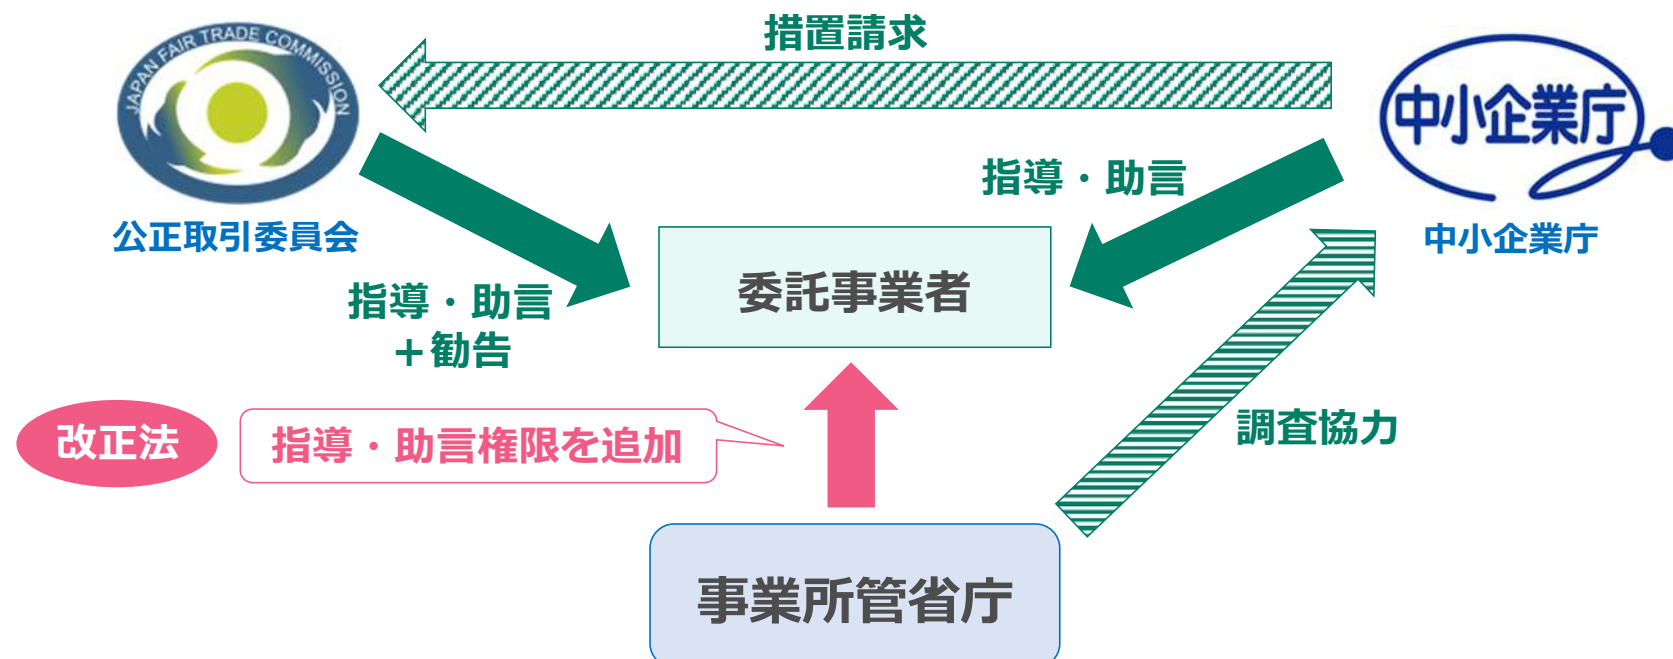 措置請求
JAPAN FAIR TRADE COMMISSION
中小企業庁
公正取引委員会
指導・助言
中小企業庁
委託事業者
指導・助言
＋勧告
改正法
指導・助言権限を追加
調査協力
事業所管省庁